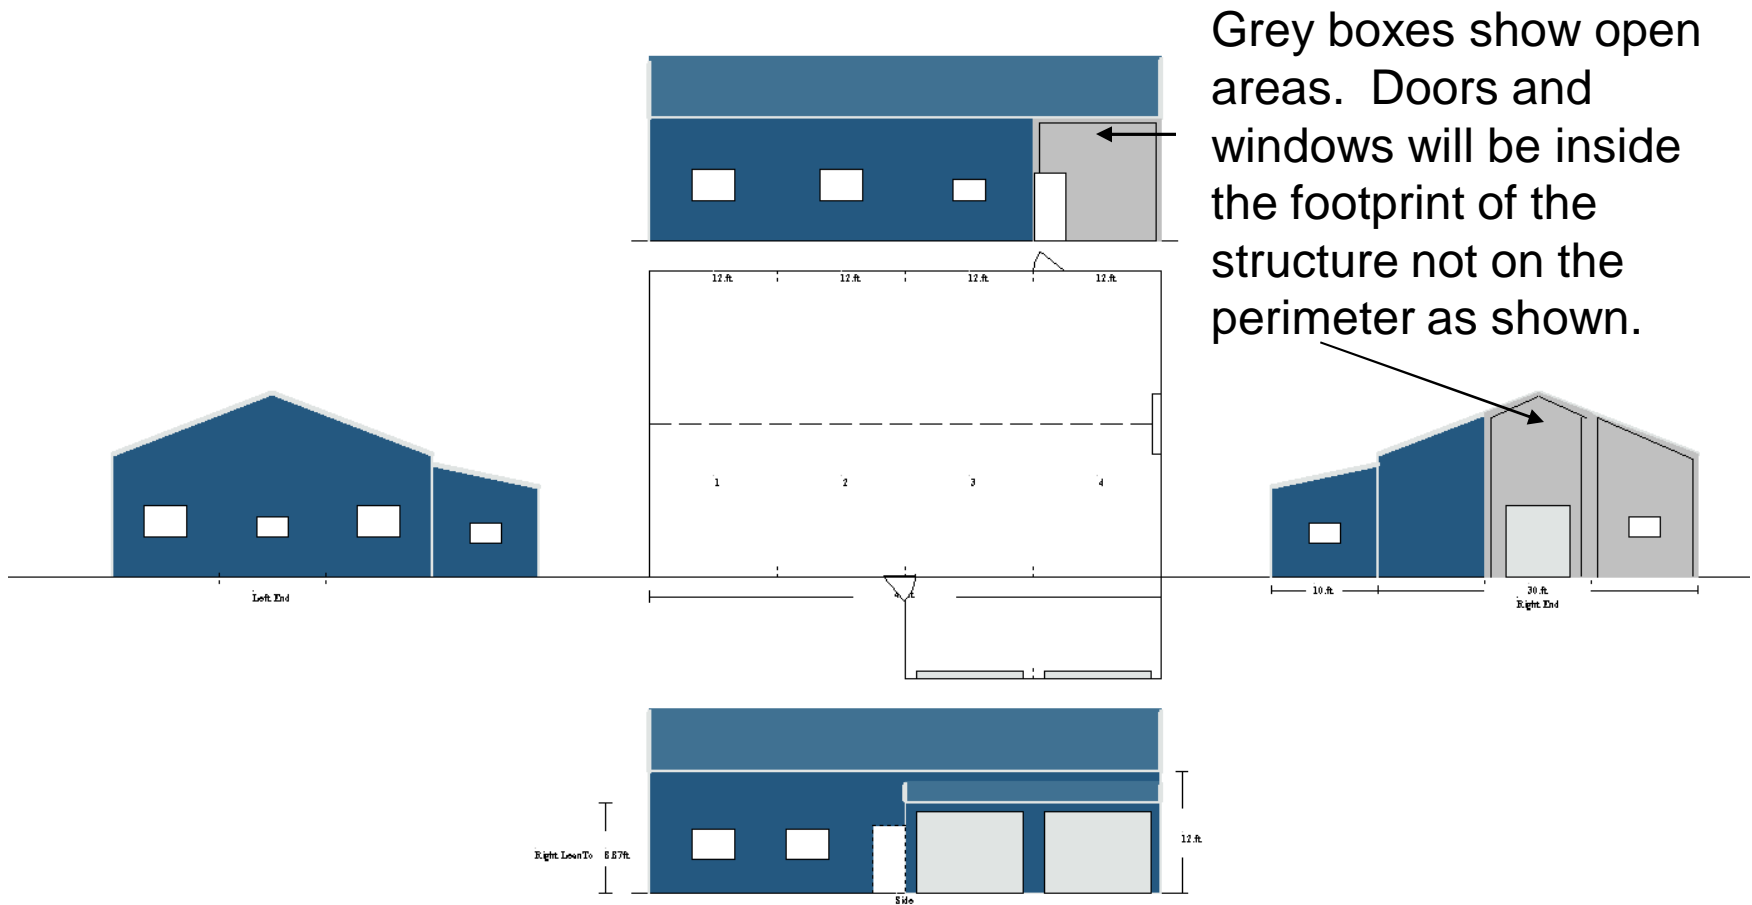 Grey boxes show open
areas. Doors and
windows will be inside
the footprint of the
structure not on the
perimeter as shown.
12 ft. 12 ft. 12 ft. 12 ft.
1 2 3 4
Left End
10 ft. 30 ft.
Right End
12 ft.
Right LeanTo
Side